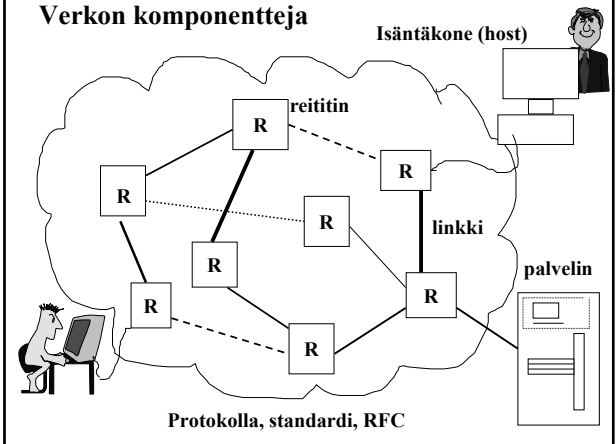 Verkon komponentteja
Isäntäkone (host)
reititin
R
R
R
R
linkki
R
palvelin
R
R
R
Protokolla, standardi, RFC